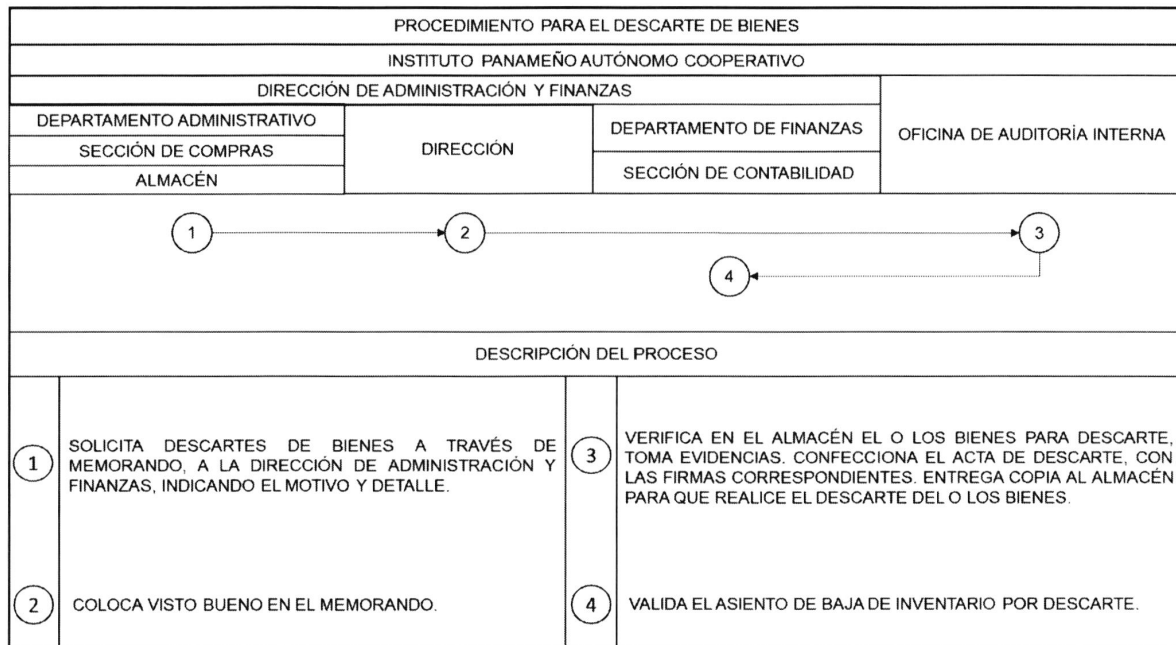 PROCEDIMIENTO PARA EL DESCARTE DE BIENES
INSTITUTO PANAMEÑO AUTÓNOMO COOPERATIVO
DIRECCIÓN DE ADMINISTRACIÓN Y FINANZAS
DEPARTAMENTO ADMINISTRATIVO
SECCIÓN DE COMPRAS
ALMACÉN
DIRECCIÓN
DEPARTAMENTO DE FINANZAS
SECCIÓN DE CONTABILIDAD
OFICINA DE AUDITORÍA INTERNA
1
2
3
4
DESCRIPCIÓN DEL PROCESO
1
SOLICITA DESCARTES DE BIENES A TRAVÉS DE
MEMORANDO, A LA DIRECCIÓN DE ADMINISTRACIÓN Y
FINANZAS, INDICANDO EL MOTIVO Y DETALLE.
2
COLOCA VISTO BUENO EN EL MEMORANDO.
3
VERIFICA EN EL ALMACÉN EL O LOS BIENES PARA DESCARTE,
TOMA EVIDENCIAS. CONFECCIONA EL ACTA DE DESCARTE, CON
LAS FIRMAS CORRESPONDIENTES. ENTREGA COPIA AL ALMACÉN
PARA QUE REALICE EL DESCARTE DEL O LOS BIENES.
4
VALIDA EL ASIENTO DE BAJA DE INVENTARIO POR DESCARTE.